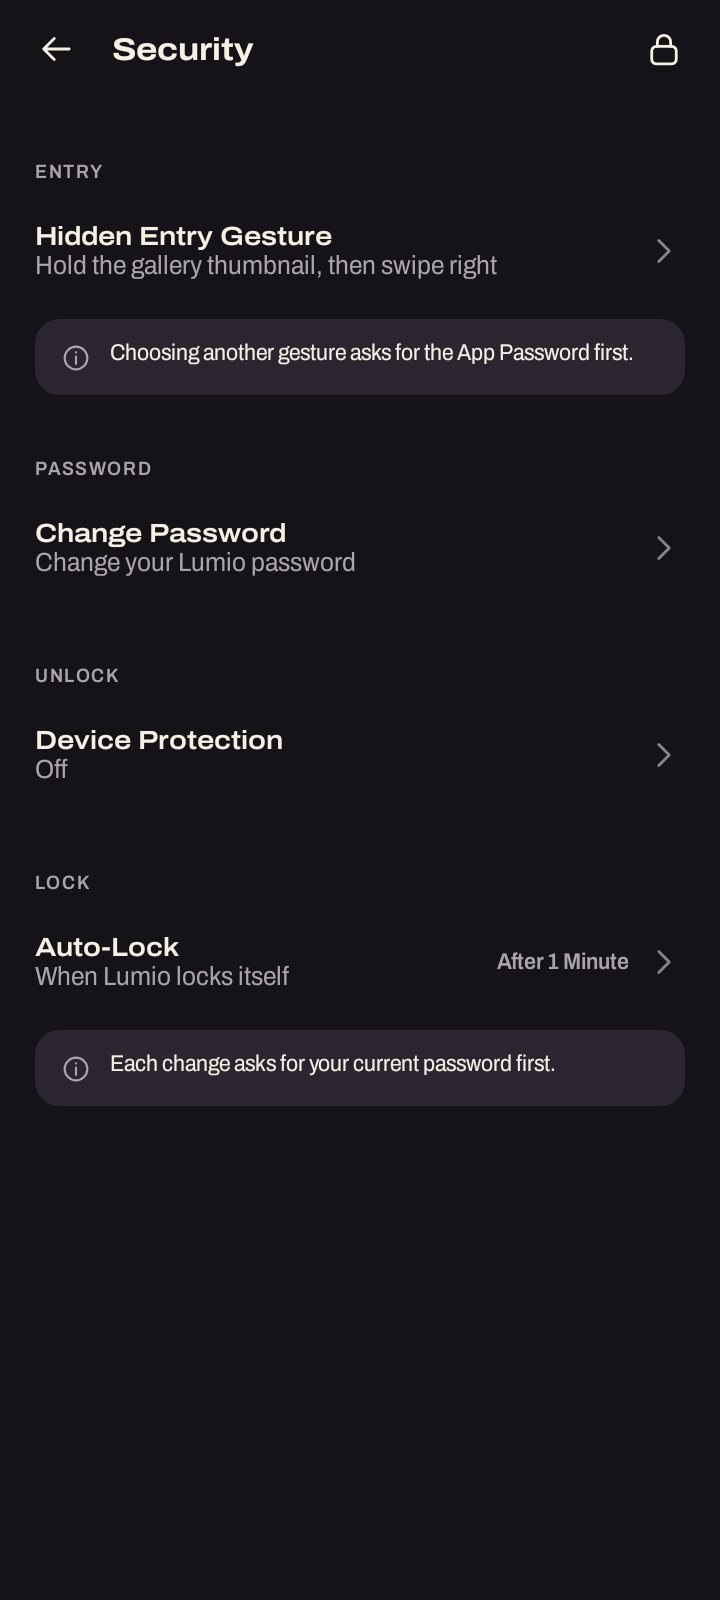 Security
ENTRY
Hidden Entry Gesture
Hold the gallery thumbnail, then swipe right
Choosing another gesture asks for the App Password first.
PASSWORD
Change Password
Change your Lumio password
UNLOCK
Device Protection
Off
LOCK
Auto-Lock
When Lumio locks itself
After 1 Minute
Each change asks for your current password first.